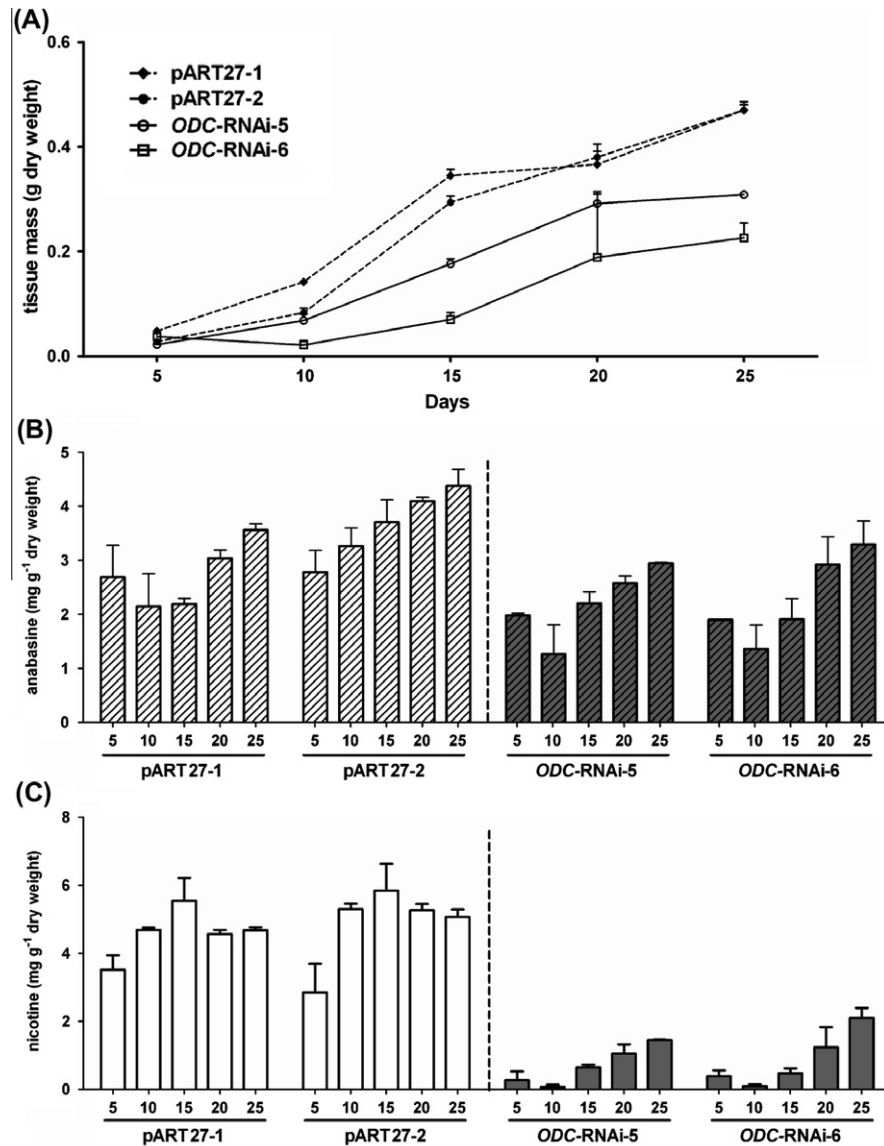 (A)
0.6
0.4
0.2
0.0
tissue mass (g dry weight)
pART27-1
pART27-2
ODC-RNAi-5
ODC-RNAi-6
5 10 15 20 25
Days
(B)
5
4
3
2
1
0
anabasine (mg g⁻¹ dry weight)
5 10 15 20 25 5 10 15 20 25 5 10 15 20 25 5 10 15 20 25
pART27-1 pART27-2 ODC-RNAi-5 ODC-RNAi-6
(C)
8
6
4
2
0
nicotine (mg g⁻¹ dry weight)
5 10 15 20 25 5 10 15 20 25 5 10 15 20 25 5 10 15 20 25
pART27-1 pART27-2 ODC-RNAi-5 ODC-RNAi-6